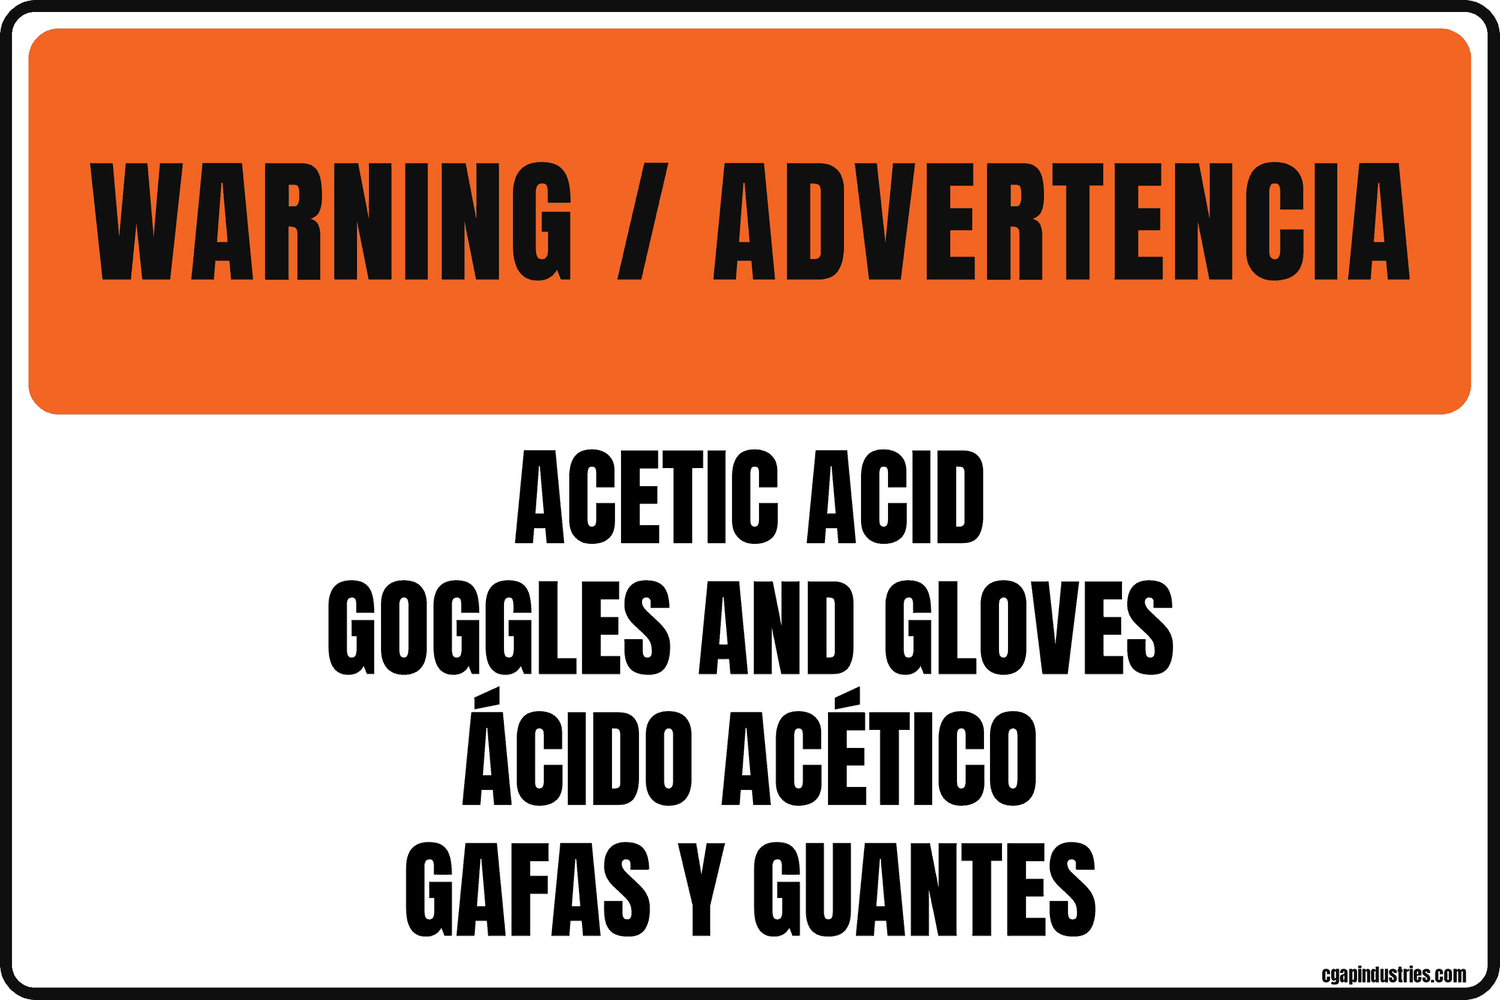 WARNING / ADVERTENCIA
ACETIC ACID
GOGGLES AND GLOVES
ÁCIDO ACÉTICO
GAFAS Y GUANTES
cgapindustries.com